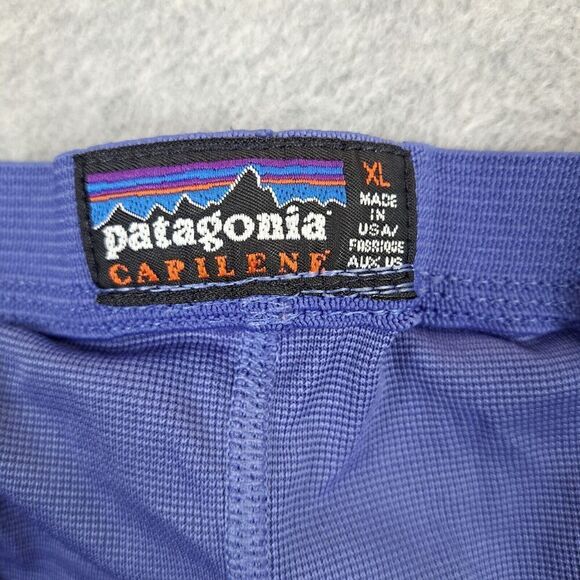 patagonia
CAPILENE
XL
MADE
IN
USA/
FABRIQUE
AUX US